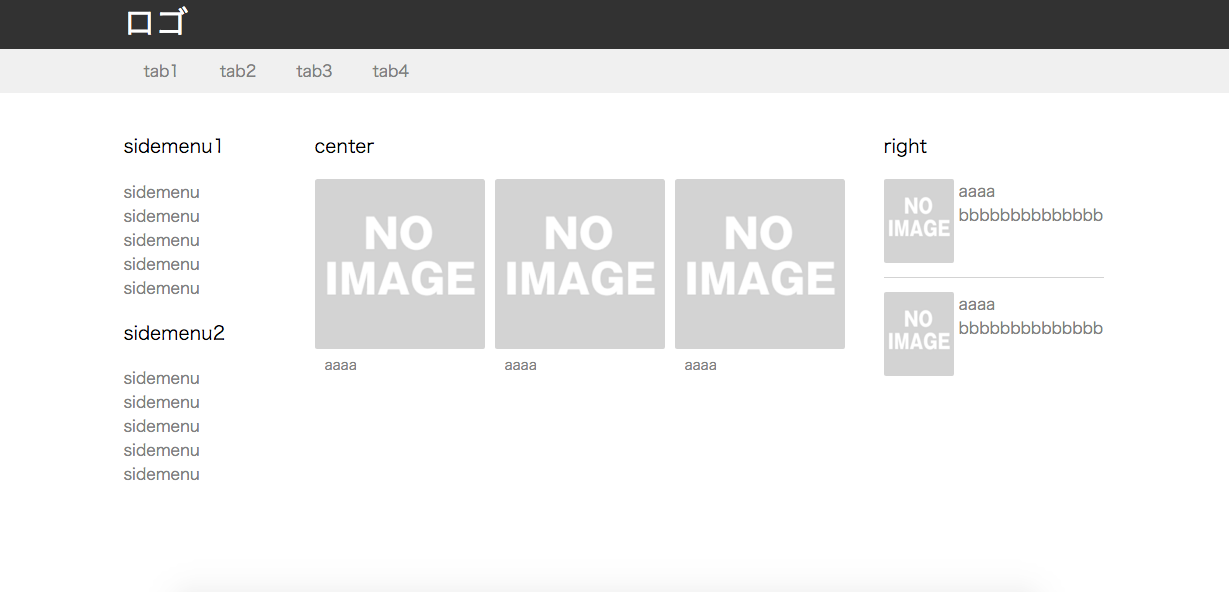 ロゴ
tab1 tab2 tab3 tab4
sidemenu1
sidemenu
sidemenu
sidemenu
sidemenu
sidemenu
sidemenu2
sidemenu
sidemenu
sidemenu
sidemenu
sidemenu
center
NO
IMAGE
aaaa
NO
IMAGE
aaaa
NO
IMAGE
aaaa
right
NO
IMAGE
aaaa
bbbbbbbbbbbbbb
NO
IMAGE
aaaa
bbbbbbbbbbbbbb